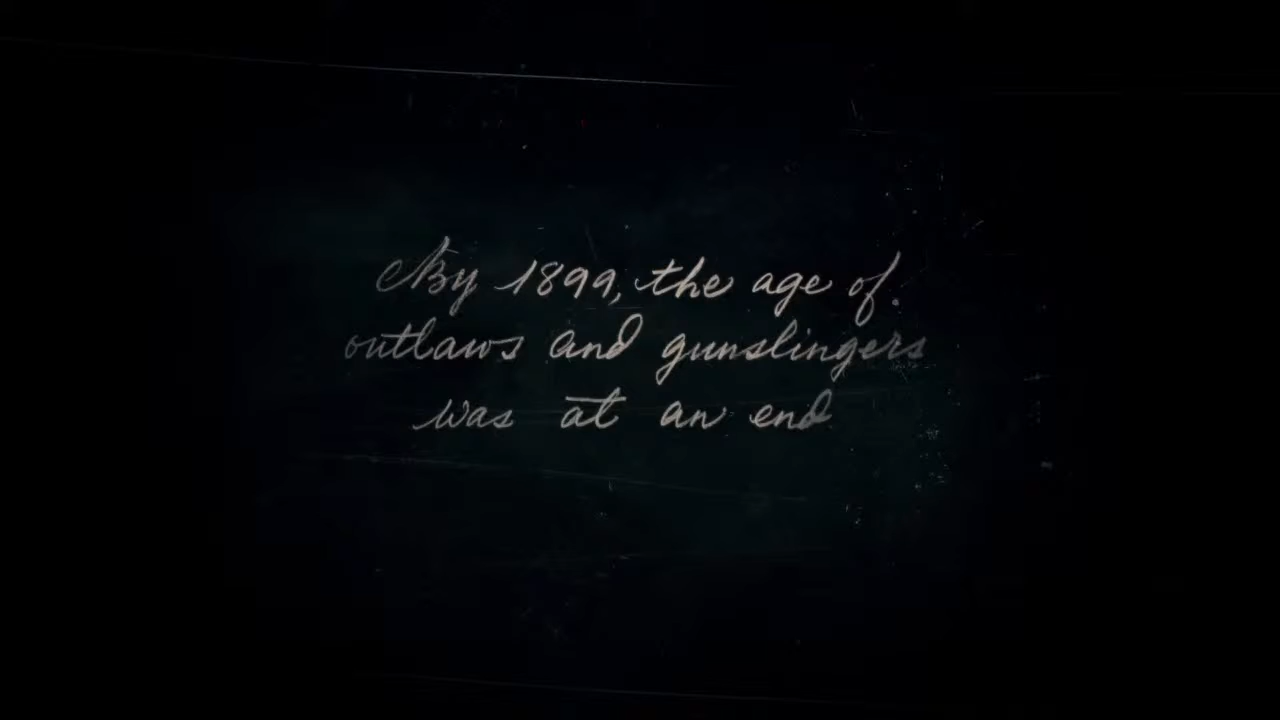 By 1899, the age of
outlaws and gunslingers
was at an end